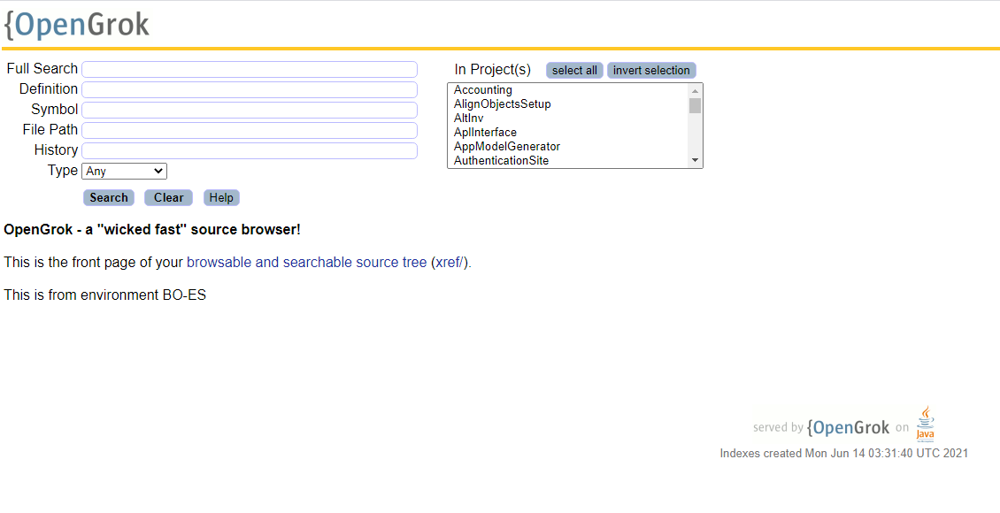 {OpenGrok
Full Search
Definition
Symbol
File Path
History
Type Any
Search Clear Help
In Project(s) select all invert selection
Accounting
AlignObjectsSetup
AltInv
ApIInterface
AppModelGenerator
AuthenticationSite
OpenGrok - a "wicked fast" source browser!
This is the front page of your browsable and searchable source tree (xref/).
This is from environment BO-ES
served by {OpenGrok on Java
Indexes created Mon Jun 14 03:31:40 UTC 2021